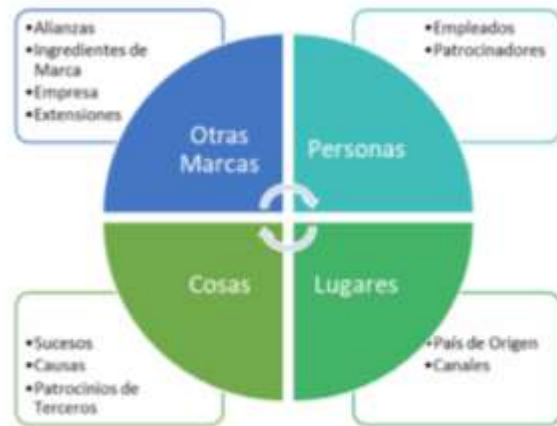 •Alianzas
•Ingredientes de
Marca
•Empresa
•Extensiones
•Empleados
•Patrocinadores
Otras
Marcas
Personas
Cosas
Lugares
•Sucesos
•Causas
•Patrocinios de
Terceros
•País de Origen
•Canales